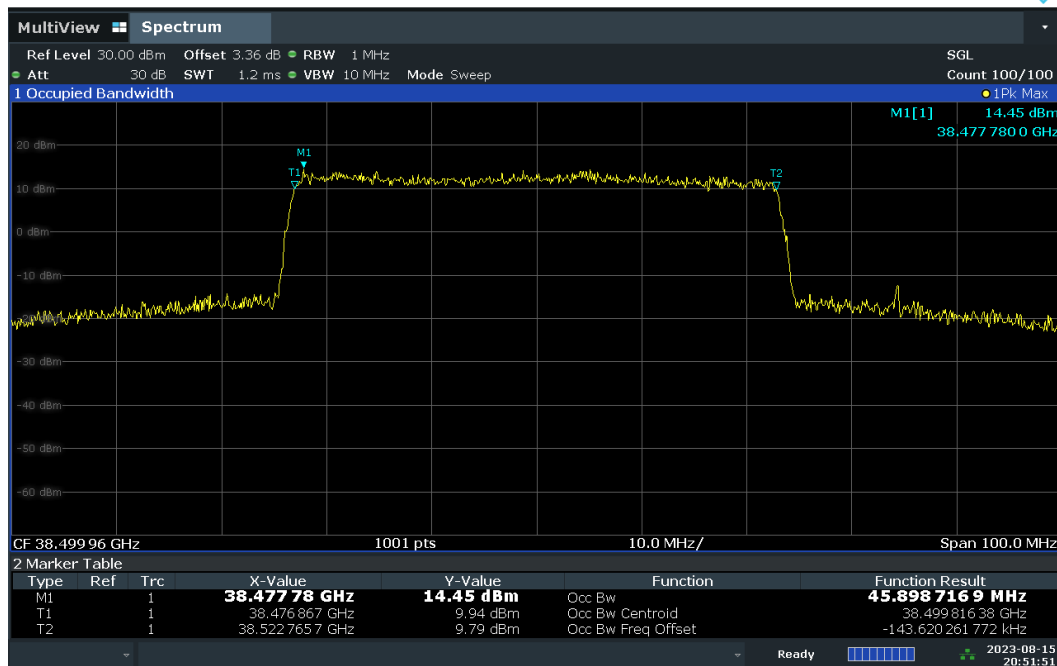 MultiView Spectrum
Ref Level 30.00 dBm Offset 3.36 dB RBW 1 MHz SGL
Att 30 dB SWT 1.2 ms VBW 10 MHz Mode Sweep Count 100/100
1 Occupied Bandwidth 1Pk Max
M1[1] 14.45 dBm
38.477 780 0 GHz
20 dBm
M1
T1 T2
10 dBm
0 dBm
-10 dBm
-20 dBm
-30 dBm
-40 dBm
-50 dBm
-60 dBm
CF 38.499 96 GHz 1001 pts 10.0 MHz/ Span 100.0 MHz
2 Marker Table
Type Ref Trc X-Value Y-Value Function Function Result
M1 1 38.477 78 GHz 14.45 dBm Occ Bw 45.898 716 9 MHz
T1 1 38.476 867 GHz 9.94 dBm Occ Bw Centroid 38.499 816 38 GHz
T2 1 38.522 765 7 GHz 9.79 dBm Occ Bw Freq Offset -143.620 261 772 kHz
Ready 2023-08-15
20:51:51